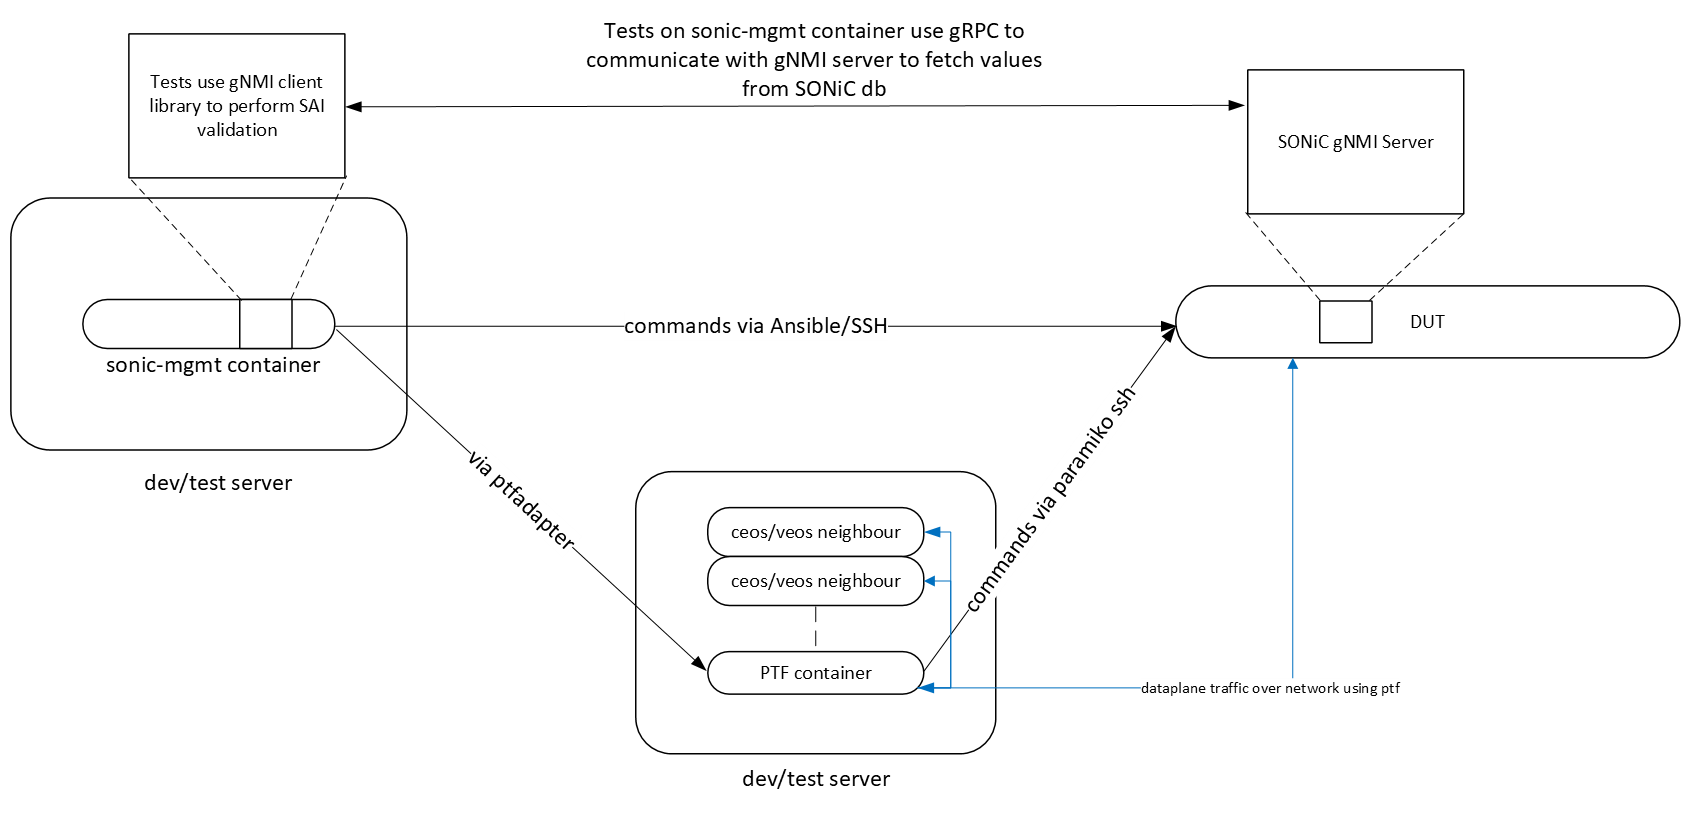 Tests on sonic-mgmt container use gRPC to
communicate with gNMI server to fetch values
from SONiC db
Tests use gNMI client
library to perform SAI
validation
SONiC gNMI Server
commands via Ansible/SSH
DUT
sonic-mgmt container
dev/test server
via ptfadapter
commands via paramiko ssh
ceos/veos neighbour
ceos/veos neighbour
PTF container
dataplane traffic over network using ptf
dev/test server